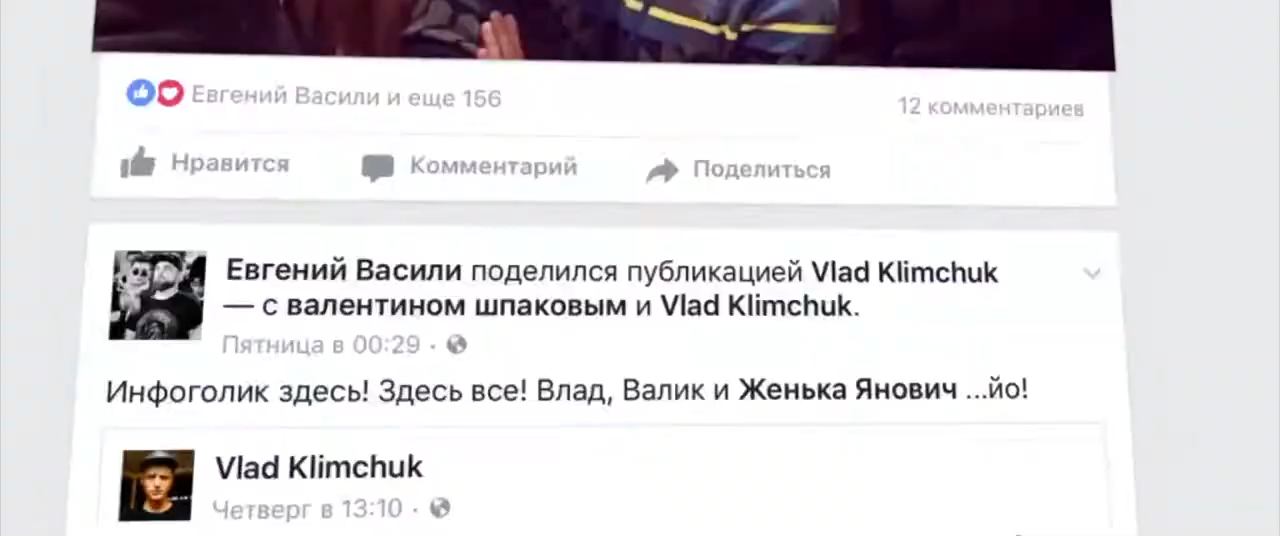 Евгений Васили и еще 156
12 комментариев
Нравится
Комментарий
Поделиться
Евгений Васили поделился публикацией Vlad Klimchuk
— с валентином шпаковым и Vlad Klimchuk.
Пятница в 00:29 ·
Инфоголик здесь! Здесь все! Влад, Валик и Женька Янович ...йо!
Vlad Klimchuk
Четверг в 13:10 ·